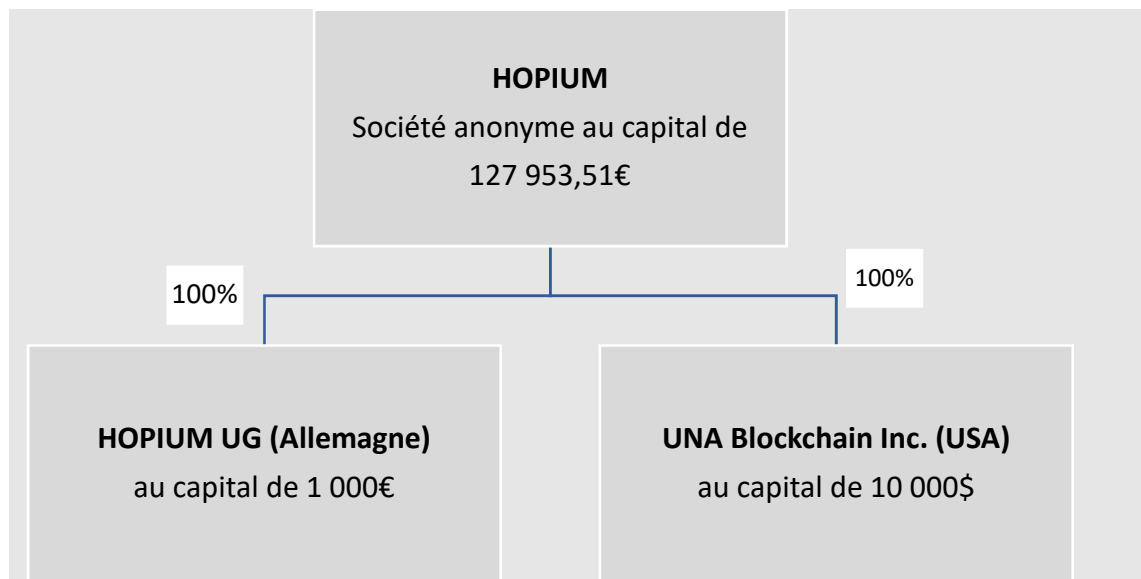 HOPIUM
Société anonyme au capital de
127 953,51€
100%
100%
HOPIUM UG (Allemagne)
au capital de 1 000€
UNA Blockchain Inc. (USA)
au capital de 10 000$